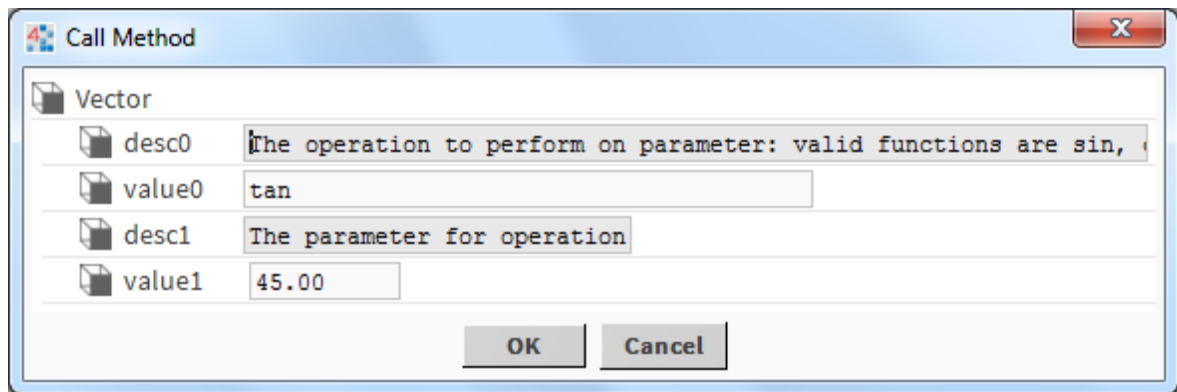 Call Method
Vector
desc0 The operation to perform on parameter: valid functions are sin,
value0 tan
desc1 The parameter for operation
value1 45.00
OK Cancel